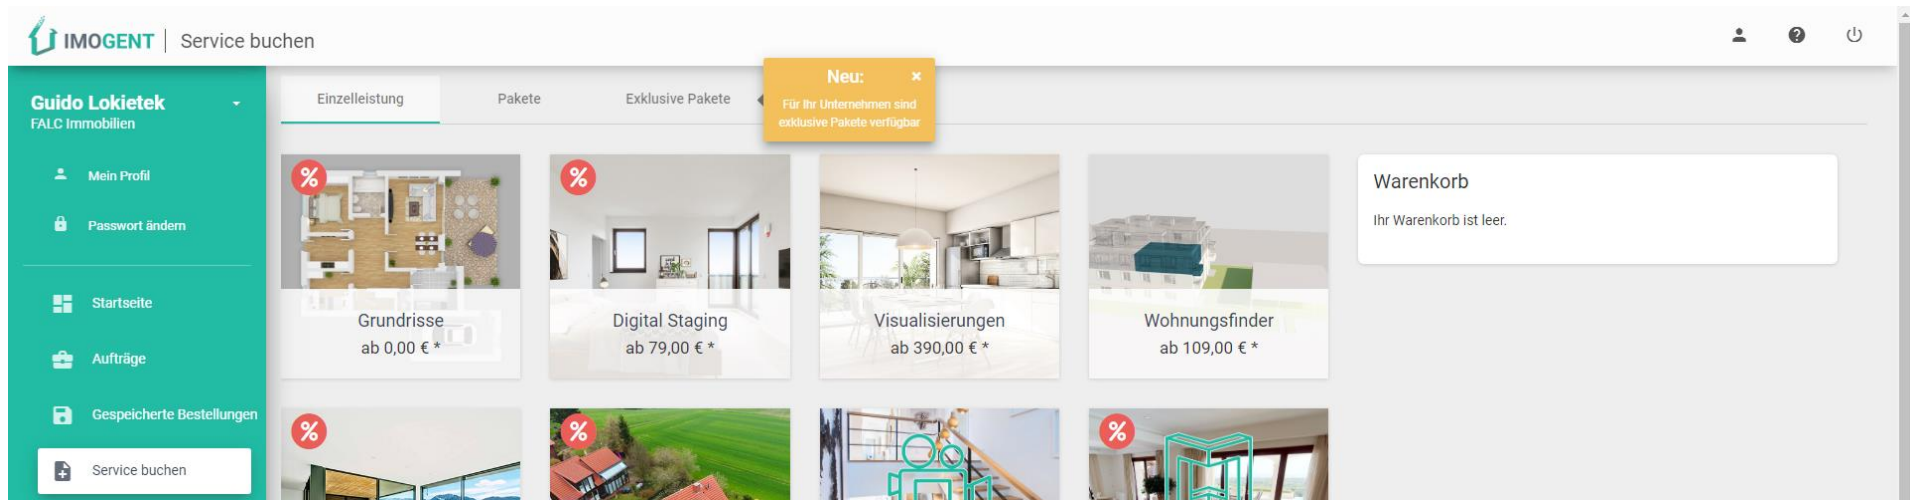 IMOGENT | Service buchen
Guido Lokietek
FALC Immobilien
Mein Profil
Passwort ändern
Startseite
Aufträge
Gespeicherte Bestellungen
Service buchen
Einzelleistung
Pakete
Exklusive Pakete
Neu: ×
Für Ihr Unternehmen sind
exklusive Pakete verfügbar
%
Grundrisse
ab 0,00 € *
%
Digital Staging
ab 79,00 € *
Visualisierungen
ab 390,00 € *
Wohnungsfinder
ab 109,00 € *
%
%
%
Warenkorb
Ihr Warenkorb ist leer.